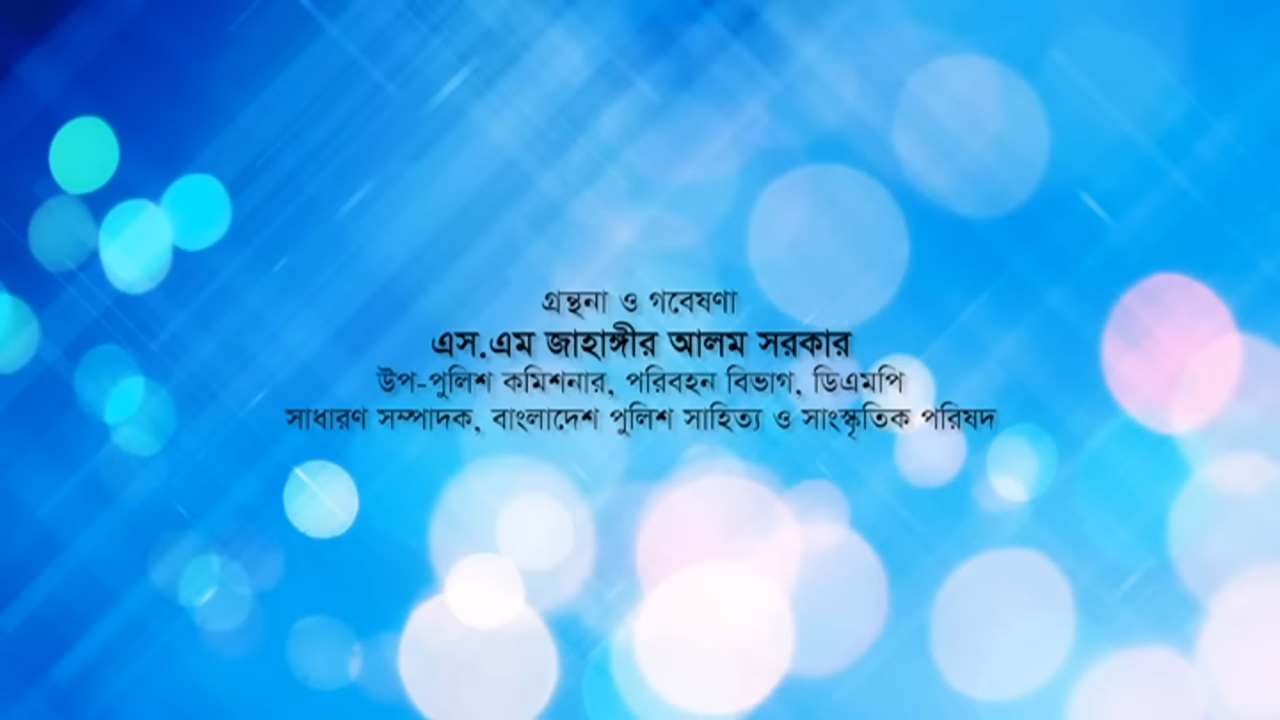 গ্রন্থনা ও গবেষণা
এস.এম জাহাঙ্গীর আলম সরকার
উপ-পুলিশ কমিশনার, পরিবহন বিভাগ, ডিএমপি
সাধারণ সম্পাদক, বাংলাদেশ পুলিশ সাহিত্য ও সাংস্কৃতিক পরিষদ